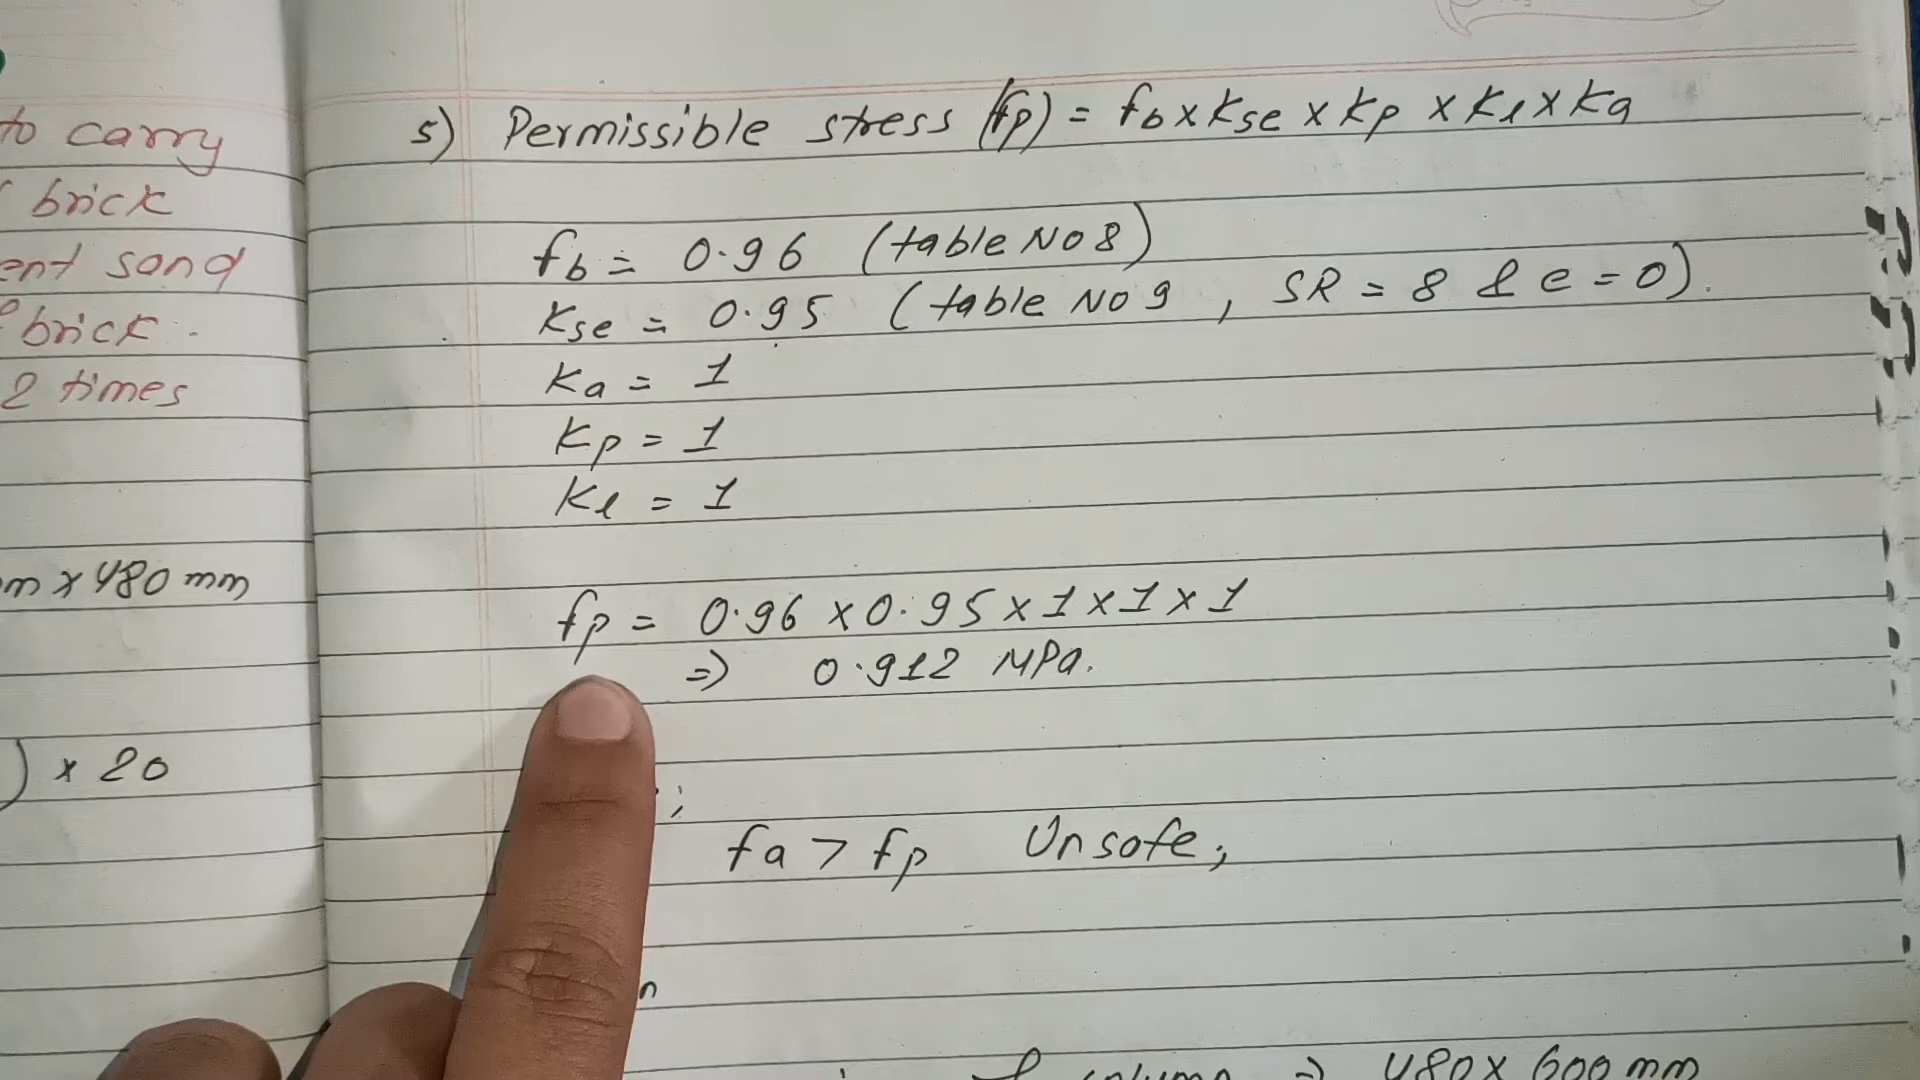 to carry
brick
ent sand
brick.
2 times
m x 480 mm
) x 20
5) Permissible stress (fp) = fb x kse x kp x kl x ka
fb = 0.96 (table No 8)
kse = 0.95 (table No 9, SR = 8 & e = 0).
ka = 1
kp = 1
kl = 1
fp = 0.96 x 0.95 x 1 x 1 x 1
=> 0.912 MPa.
fa > fp Unsafe;
n
column => 480 x 600 mm